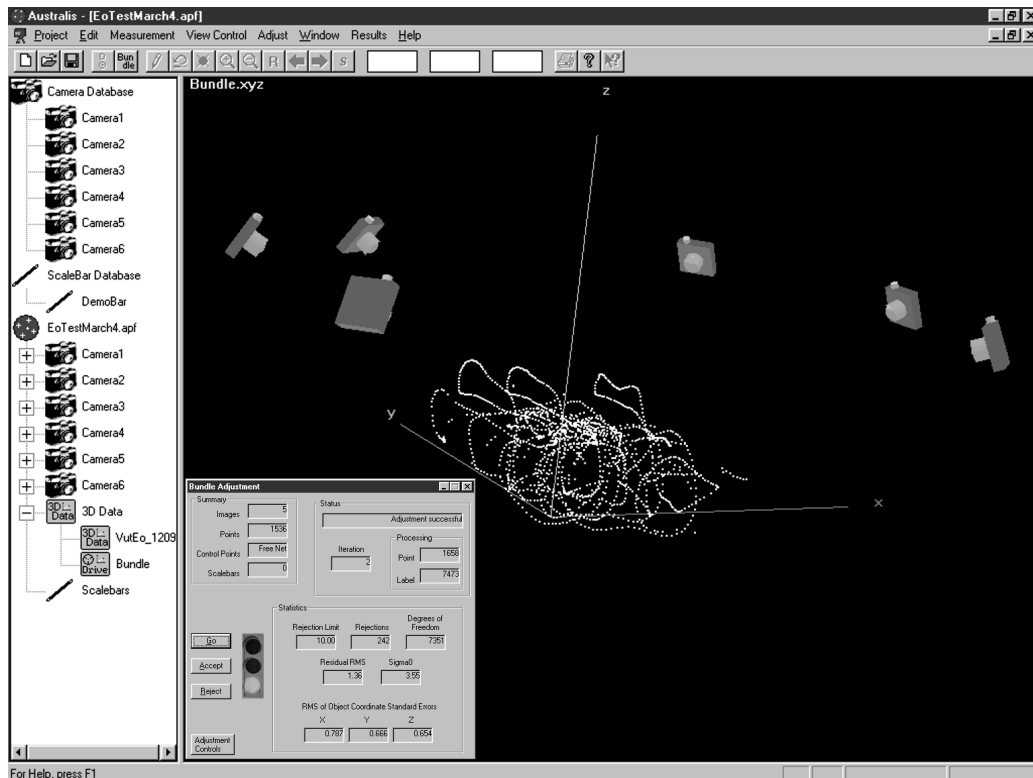 Australis - [EoTestMarch4.apf]
Project Edit Measurement View Control Adjust Window Results Help
Bun
dle
R
s
Camera Database
Camera1
Camera2
Camera3
Camera4
Camera5
Camera6
ScaleBar Database
DemoBar
EoTestMarch4.apf
Camera1
Camera2
Camera3
Camera4
Camera5
Camera6
3D Data
3D Data
3D Data
VutEo_1209
Drive
Bundle
Scalebars
Bundle.xyz
z
y
x
Bundle Adjustment
Summary
Images 5
Points 1536
Control Points Free Net
Scalebars 0
Status
Adjustment successful
Iteration
2
Processing
Point 1658
Label 7473
Go
Accept
Reject
Adjustment
Controls
Statistics
Rejection Limit Rejections Degrees of Freedom
10.00 242 7351
Residual RMS Sigma0
1.36 3.55
RMS of Object Coordinate Standard Errors
X Y Z
0.787 0.666 0.654
For Help, press F1